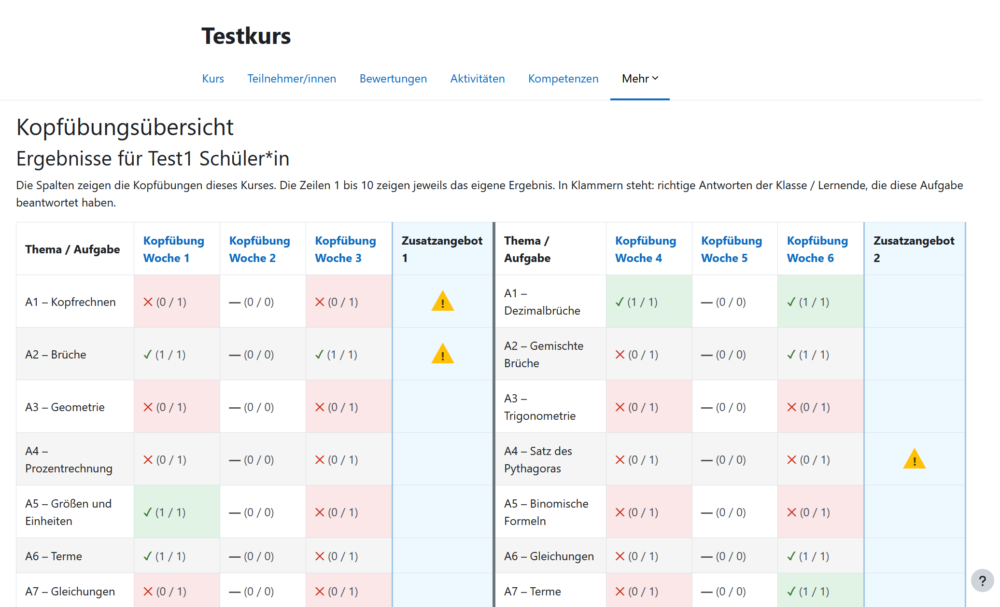 Testkurs
Kurs Teilnehmer/innen Bewertungen Aktivitäten Kompetenzen Mehr
Kopfübungsübersicht
Ergebnisse für Test1 Schüler*in
Die Spalten zeigen die Kopfübungen dieses Kurses. Die Zeilen 1 bis 10 zeigen jeweils das eigene Ergebnis. In Klammern steht: richtige Antworten der Klasse / Lernende, die diese Aufgabe
beantwortet haben.
Thema / Aufgabe Kopfübung Woche 1 Kopfübung Woche 2 Kopfübung Woche 3 Zusatzangebot 1 Thema / Aufgabe Kopfübung Woche 4 Kopfübung Woche 5 Kopfübung Woche 6 Zusatzangebot 2
A1 – Kopfrechnen ✕ (0 / 1) — (0 / 0) ✕ (0 / 1) ! A1 – Dezimalbrüche ✓ (1 / 1) — (0 / 0) ✓ (1 / 1)
A2 – Brüche ✓ (1 / 1) — (0 / 0) ✓ (1 / 1) ! A2 – Gemischte Brüche ✕ (0 / 1) — (0 / 0) ✓ (1 / 1)
A3 – Geometrie ✕ (0 / 1) — (0 / 0) ✕ (0 / 1) A3 – Trigonometrie ✕ (0 / 1) — (0 / 0) ✕ (0 / 1)
A4 – Prozentrechnung ✕ (0 / 1) — (0 / 0) ✕ (0 / 1) A4 – Satz des Pythagoras ✕ (0 / 1) — (0 / 0) ✕ (0 / 1) !
A5 – Größen und Einheiten ✓ (1 / 1) — (0 / 0) ✕ (0 / 1) A5 – Binomische Formeln ✕ (0 / 1) — (0 / 0) ✕ (0 / 1)
A6 – Terme ✓ (1 / 1) — (0 / 0) ✕ (0 / 1) A6 – Gleichungen ✕ (0 / 1) — (0 / 0) ✓ (1 / 1)
A7 – Gleichungen ✕ (0 / 1) — (0 / 0) ✕ (0 / 1) A7 – Terme ✕ (0 / 1) — (0 / 0) ✓ (1 / 1)
?